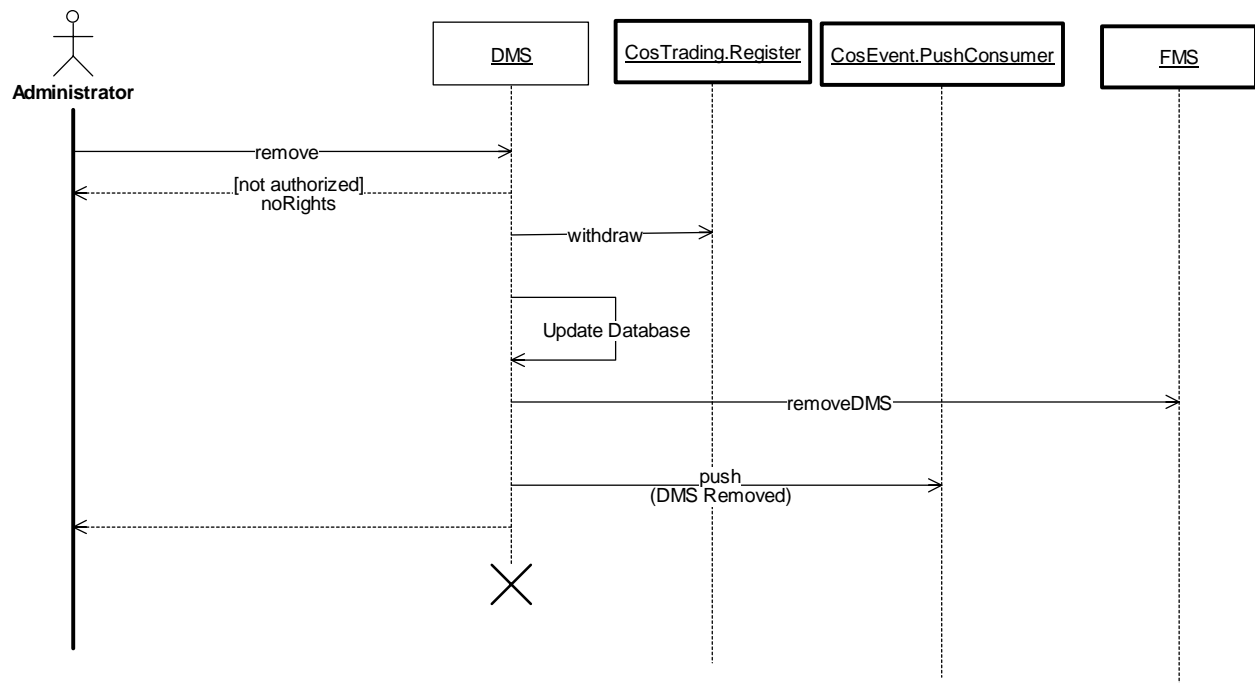 Administrator
DMS
CosTrading.Register
CosEvent.PushConsumer
FMS
remove
[not authorized]
noRights
withdraw
Update Database
removeDMS
push
(DMS Removed)